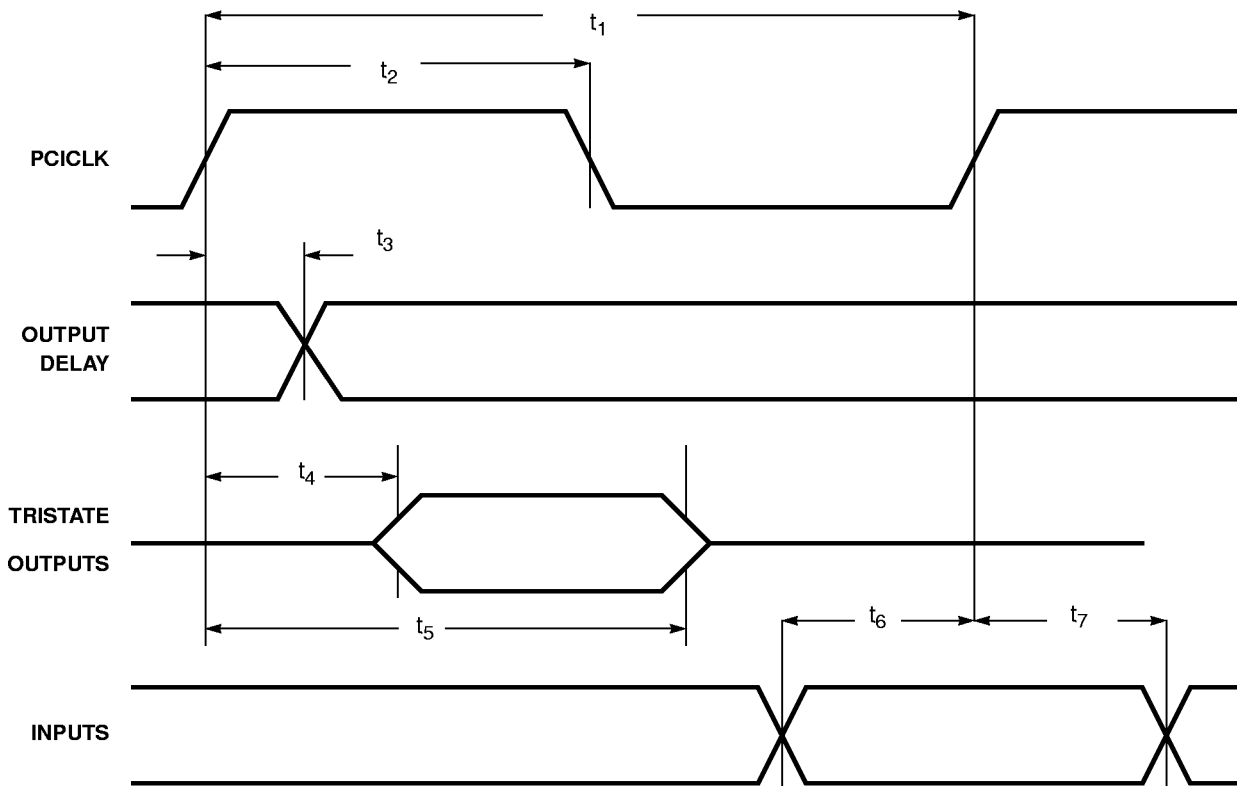 t1
t2
PCICLK
t3
OUTPUT
DELAY
t4
TRISTATE
OUTPUTS
t5
t6
t7
INPUTS